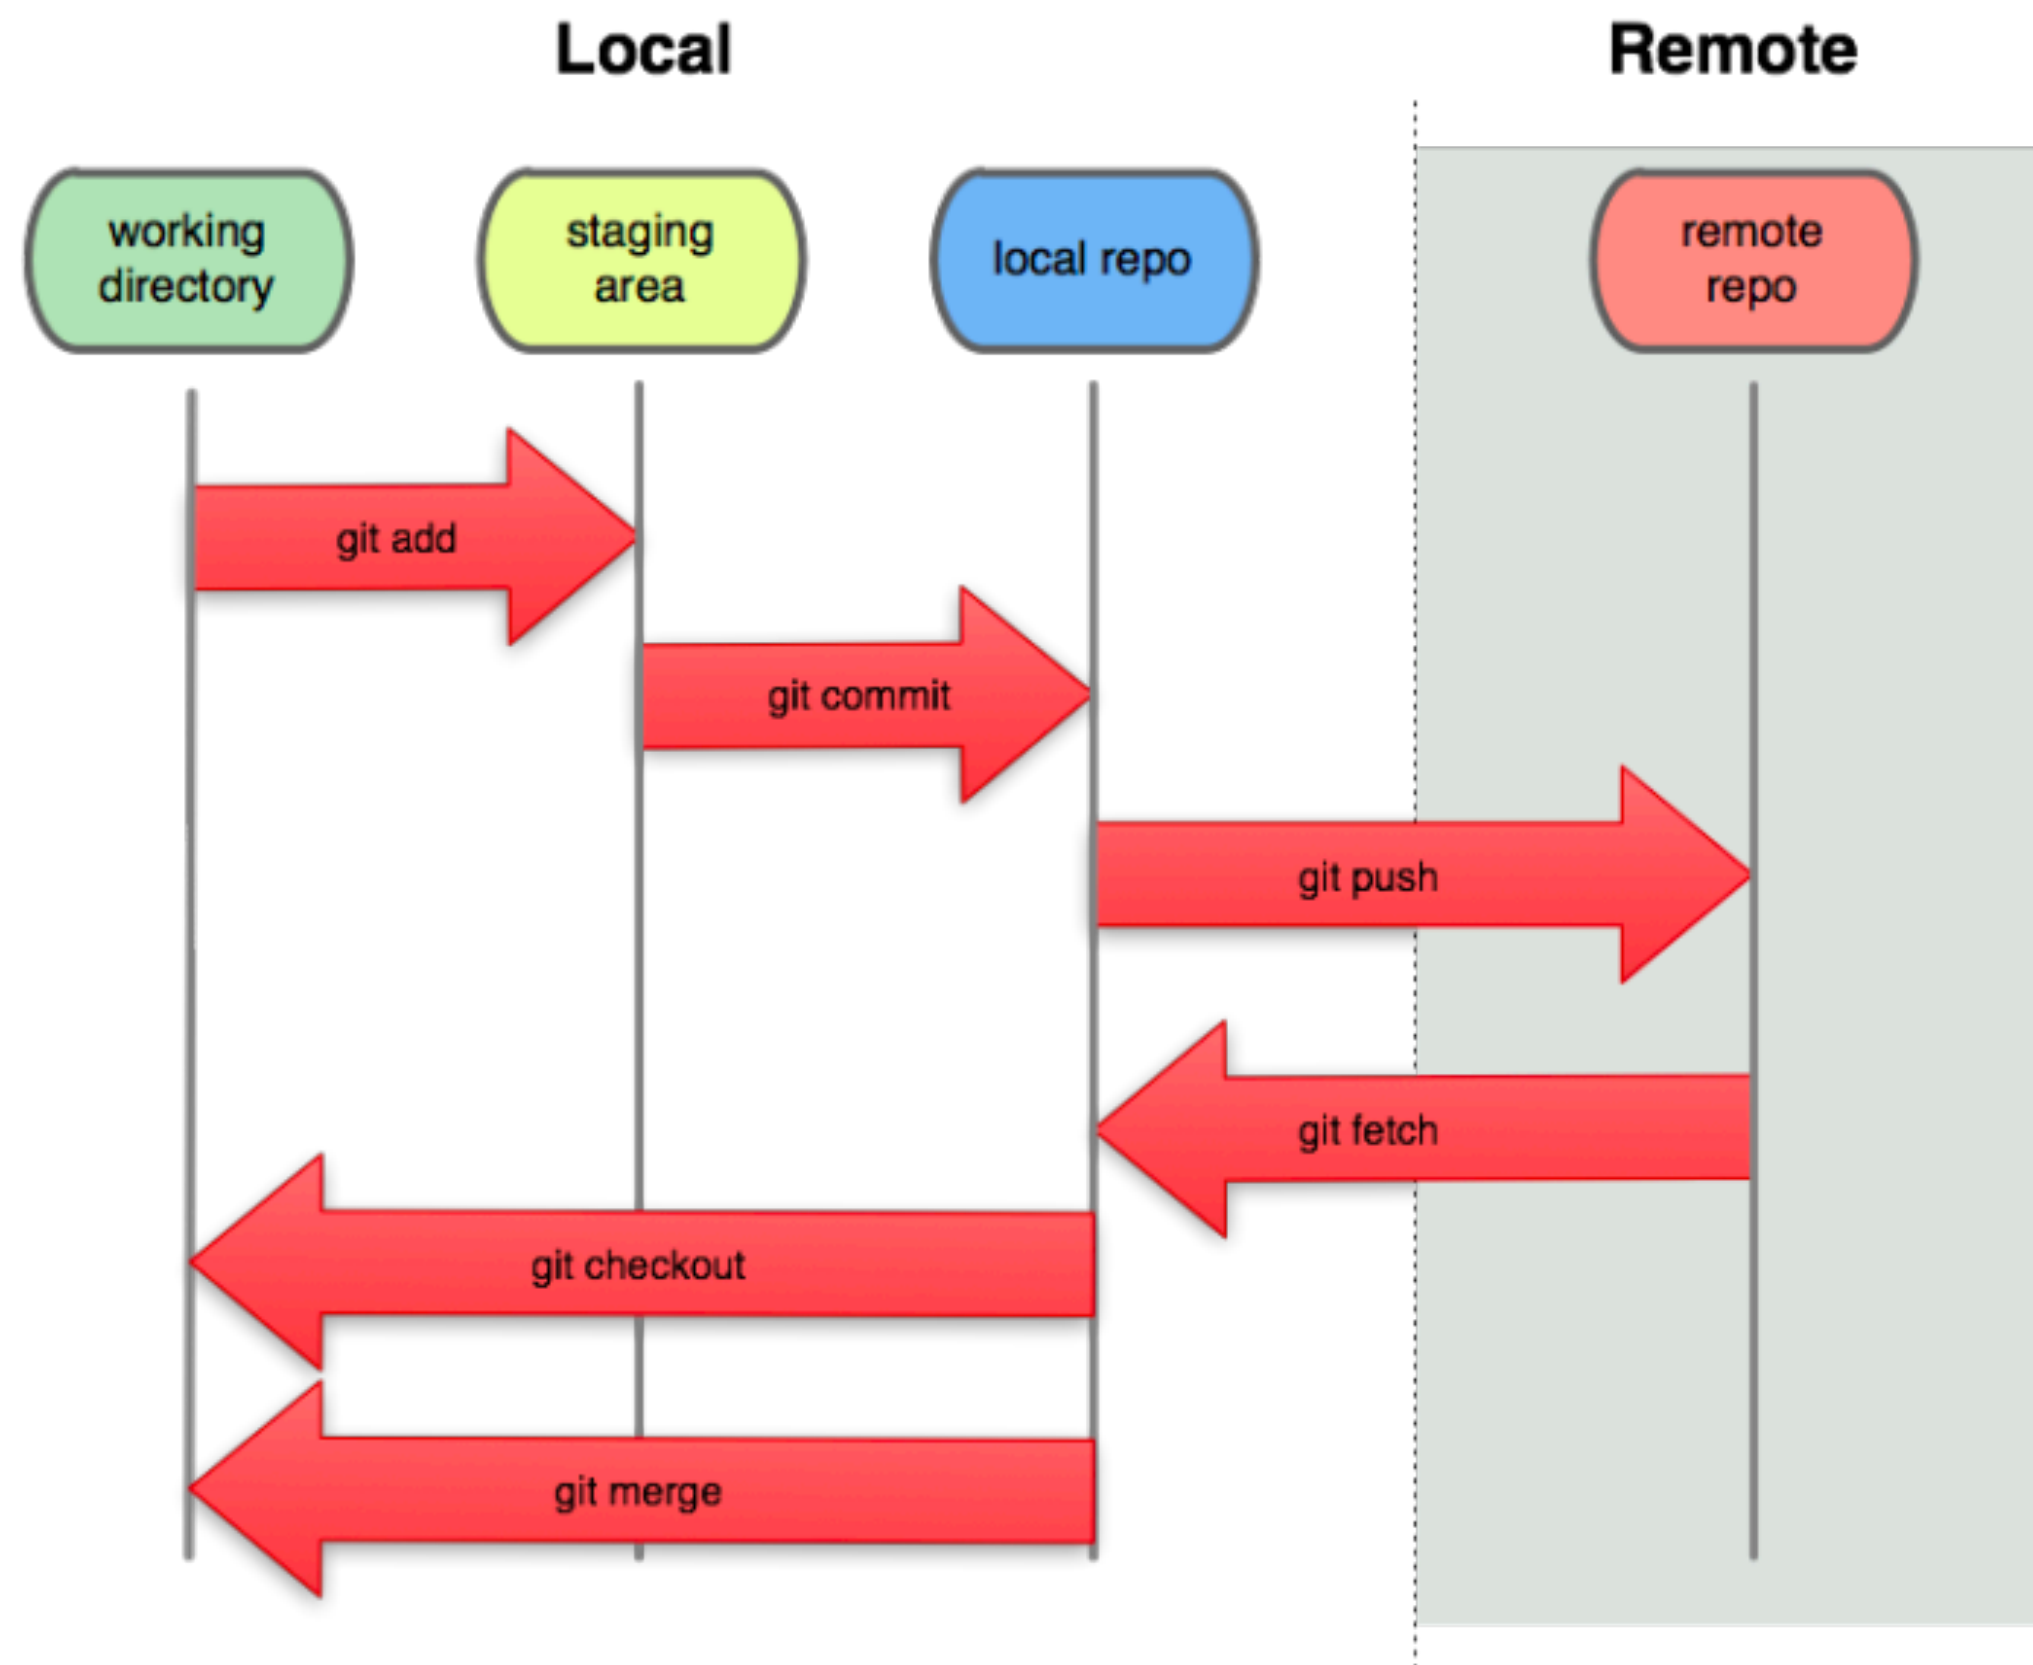 Local
Remote
working
directory
staging
area
local repo
remote
repo
git add
git commit
git push
git fetch
git checkout
git merge